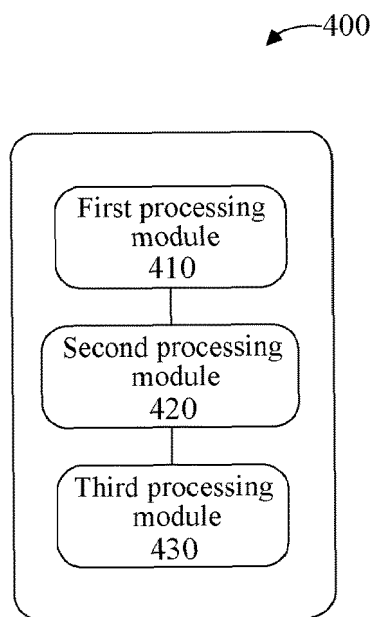 400
First processing
module
410
Second processing
module
420
Third processing
module
430